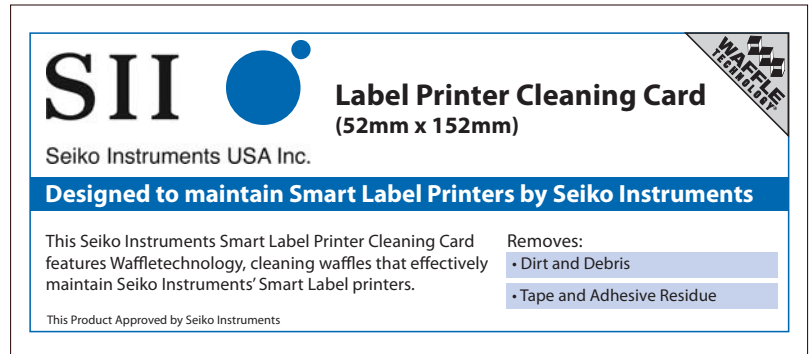 SII
Seiko Instruments USA Inc.
Label Printer Cleaning Card
(52mm x 152mm)
WAFFLE
TECHNOLOGY®
Designed to maintain Smart Label Printers by Seiko Instruments
This Seiko Instruments Smart Label Printer Cleaning Card
features Waffletechnology, cleaning waffles that effectively
maintain Seiko Instruments' Smart Label printers.
This Product Approved by Seiko Instruments
Removes:
• Dirt and Debris
• Tape and Adhesive Residue